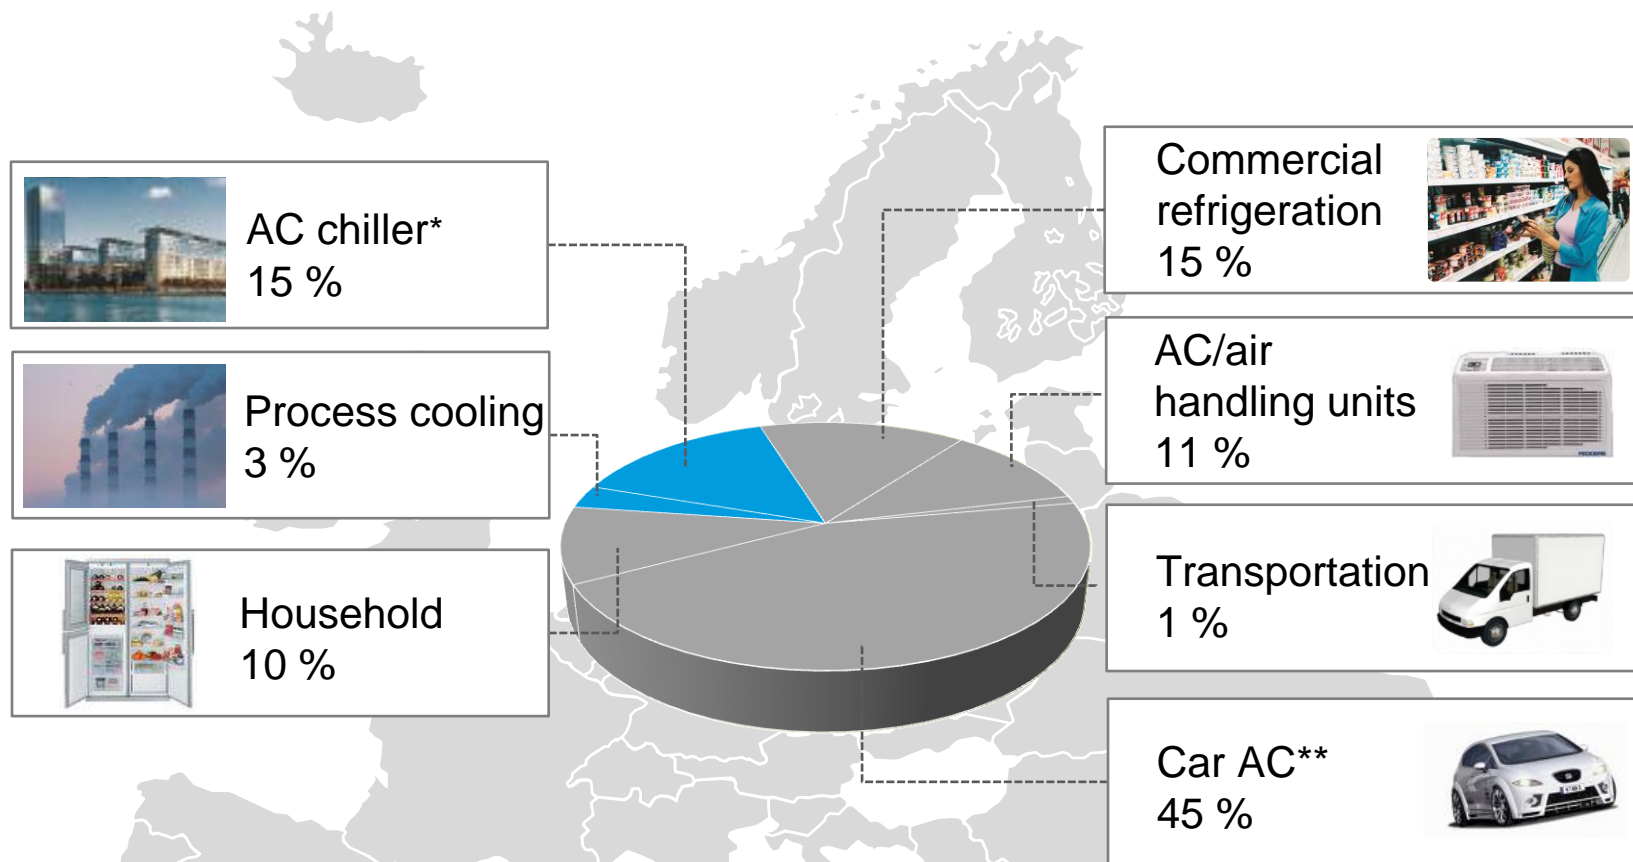 AC chiller*
15 %
Process cooling
3 %
Household
10 %
Commercial
refrigeration
15 %
AC/air
handling units
11 %
Transportation
1 %
Car AC**
45 %